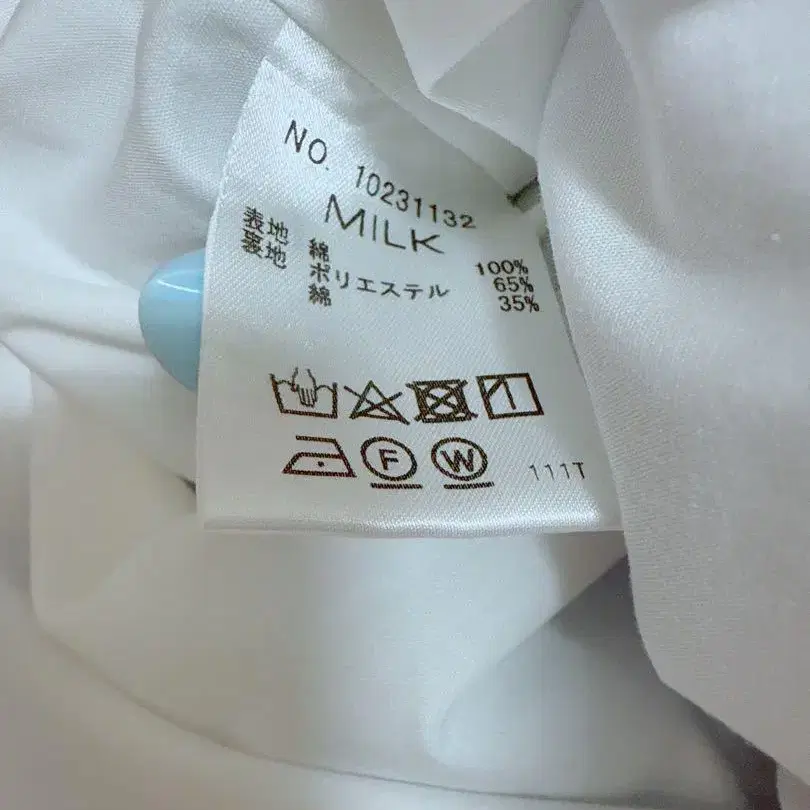 NO. 10231132
MILK
表地 綿 100%
裏地 ポリエステル 65%
綿 35%
F W 111T